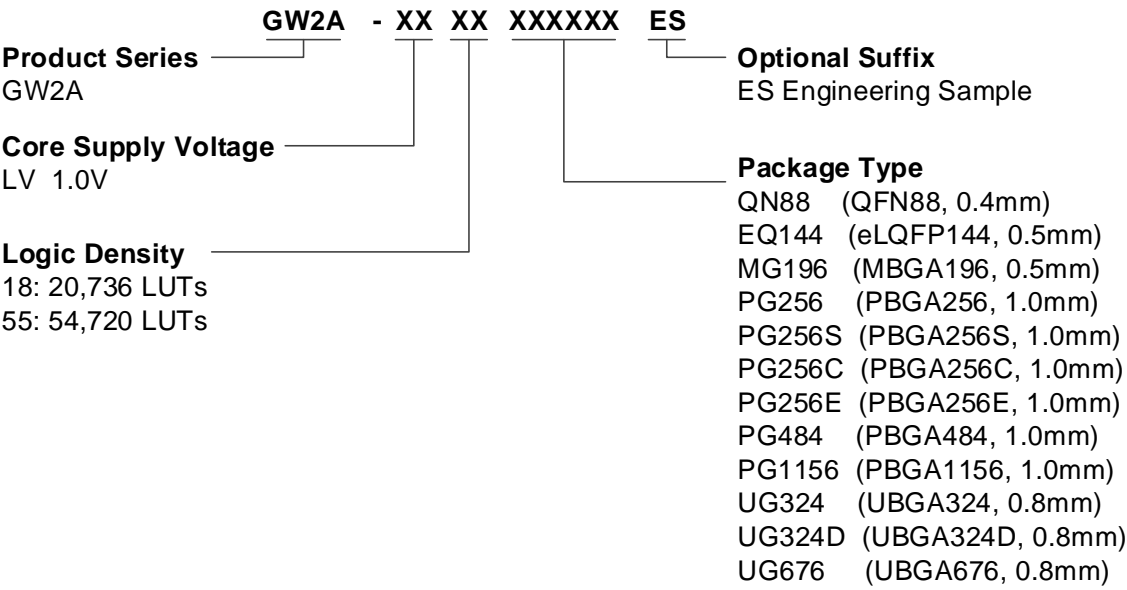 GW2A - XX XX XXXXXX ES
Product Series
GW2A
Core Supply Voltage
LV 1.0V
Logic Density
18: 20,736 LUTs
55: 54,720 LUTs
Optional Suffix
ES Engineering Sample
Package Type
QN88 (QFN88, 0.4mm)
EQ144 (eLQFP144, 0.5mm)
MG196 (MBGA196, 0.5mm)
PG256 (PBGA256, 1.0mm)
PG256S (PBGA256S, 1.0mm)
PG256C (PBGA256C, 1.0mm)
PG256E (PBGA256E, 1.0mm)
PG484 (PBGA484, 1.0mm)
PG1156 (PBGA1156, 1.0mm)
UG324 (UBGA324, 0.8mm)
UG324D (UBGA324D, 0.8mm)
UG676 (UBGA676, 0.8mm)